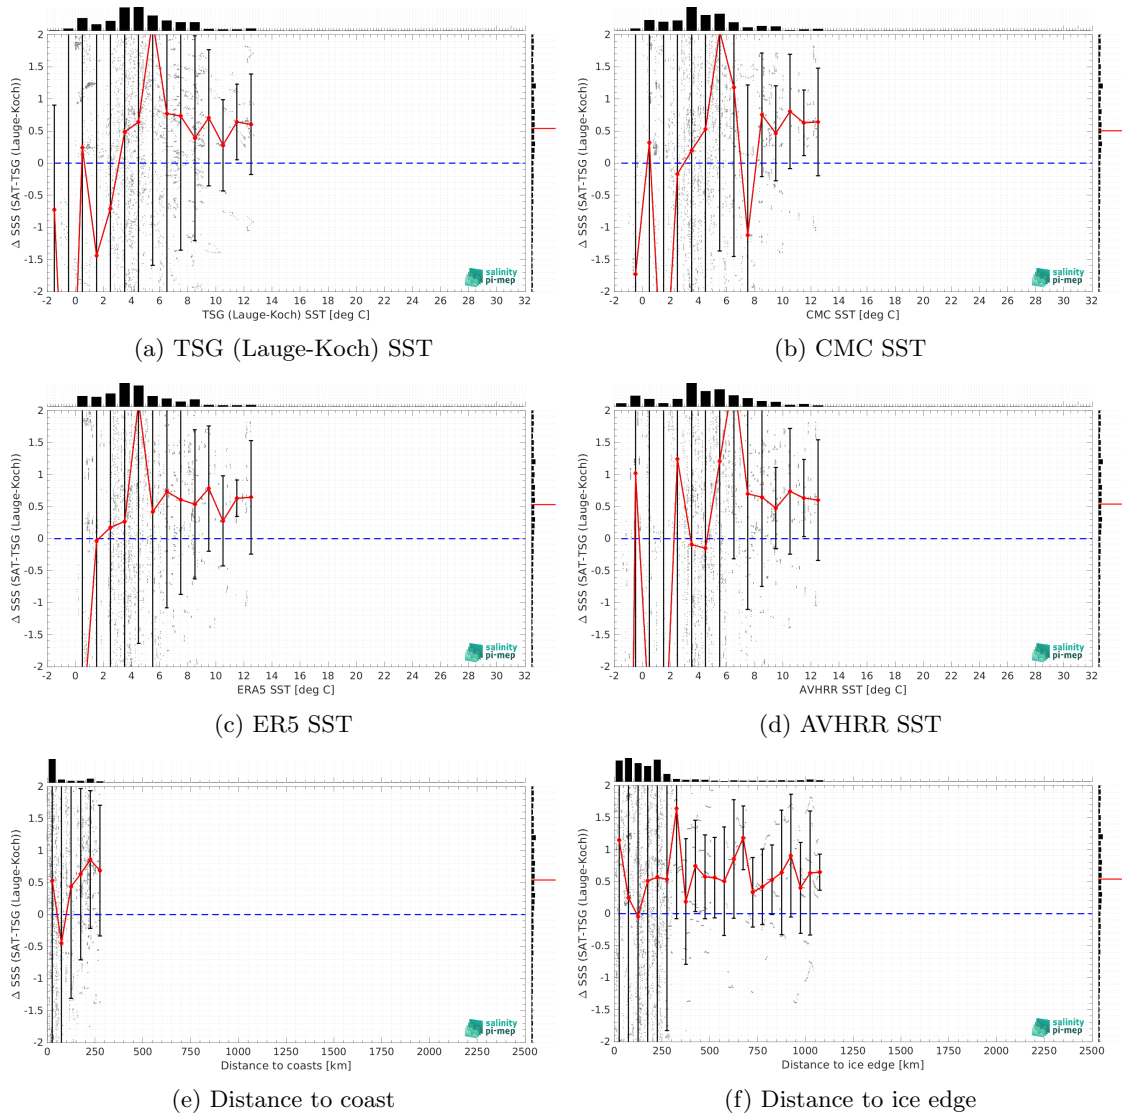 2
1.5
1
0.5
0
-0.5
-1
-1.5
-2
Δ SSS (SAT-TSG (Lauge-Koch))
salinity
pi-mep
-2 0 2 4 6 8 10 12 14 16 18 20 22 24 26 28 30 32
TSG (Lauge-Koch) SST [deg C]
(a) TSG (Lauge-Koch) SST
2
1.5
1
0.5
0
-0.5
-1
-1.5
-2
Δ SSS (SAT-TSG (Lauge-Koch))
salinity
pi-mep
-2 0 2 4 6 8 10 12 14 16 18 20 22 24 26 28 30 32
CMC SST [deg C]
(b) CMC SST
2
1.5
1
0.5
0
-0.5
-1
-1.5
-2
Δ SSS (SAT-TSG (Lauge-Koch))
salinity
pi-mep
-2 0 2 4 6 8 10 12 14 16 18 20 22 24 26 28 30 32
ERA5 SST [deg C]
(c) ER5 SST
2
1.5
1
0.5
0
-0.5
-1
-1.5
-2
Δ SSS (SAT-TSG (Lauge-Koch))
salinity
pi-mep
-2 0 2 4 6 8 10 12 14 16 18 20 22 24 26 28 30 32
AVHRR SST [deg C]
(d) AVHRR SST
2
1.5
1
0.5
0
-0.5
-1
-1.5
-2
Δ SSS (SAT-TSG (Lauge-Koch))
salinity
pi-mep
0 250 500 750 1000 1250 1500 1750 2000 2250 2500
Distance to coasts [km]
(e) Distance to coast
2
1.5
1
0.5
0
-0.5
-1
-1.5
-2
Δ SSS (SAT-TSG (Lauge-Koch))
salinity
pi-mep
0 250 500 750 1000 1250 1500 1750 2000 2250 2500
Distance to ice edge [km]
(f) Distance to ice edge